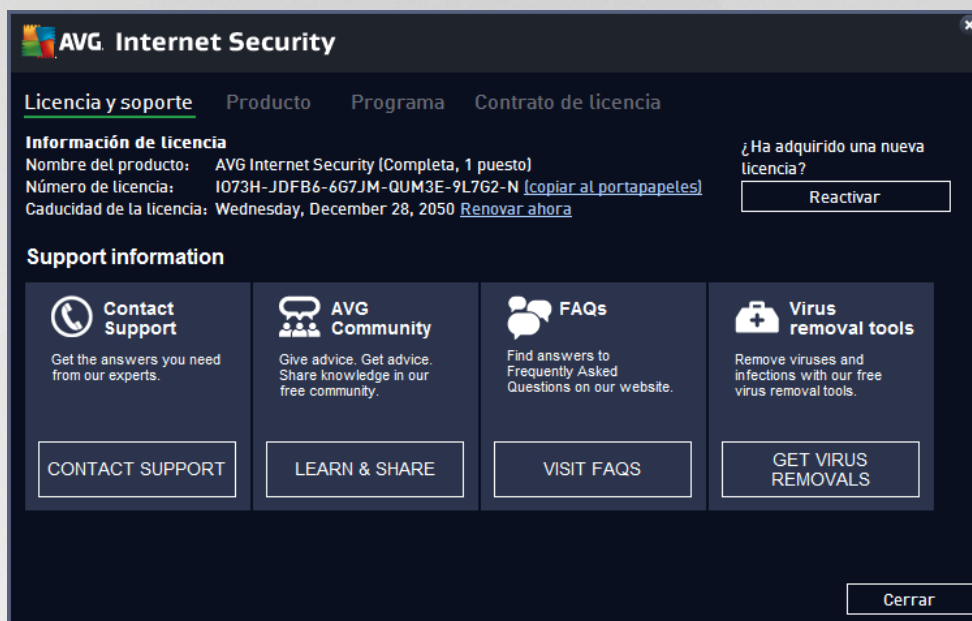 AVG Internet Security
Licencia y soporte Producto Programa Contrato de licencia
Información de licencia
Nombre del producto: AVG Internet Security (Completa, 1 puesto)
Número de licencia: IO73H-JDFB6-6G7JM-QUM3E-9L7G2-N (copiar al portapapeles)
Caducidad de la licencia: Wednesday, December 28, 2050 Renovar ahora
¿Ha adquirido una nueva
licencia?
Reactivar
Support information
Contact
Support
Get the answers you need
from our experts.
CONTACT SUPPORT
AVG
Community
Give advice. Get advice.
Share knowledge in our
free community.
LEARN & SHARE
FAQs
Find answers to
Frequently Asked
Questions on our website.
VISIT FAQS
Virus
removal tools
Remove viruses and
infections with our free
virus removal tools.
GET VIRUS
REMOVALS
Cerrar